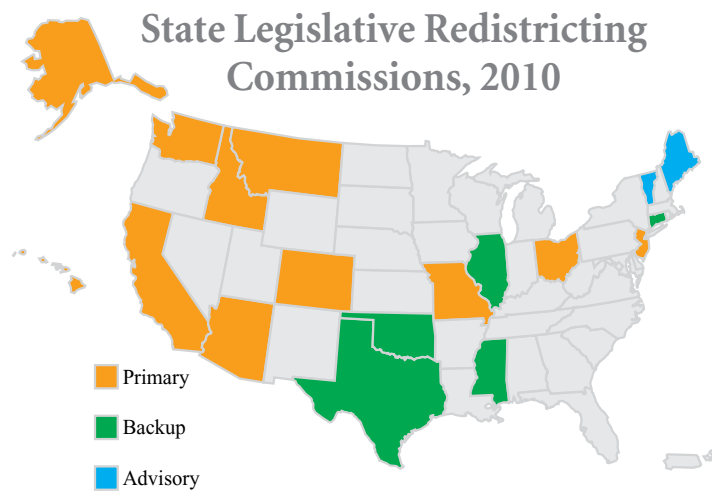 State Legislative Redistricting
Commissions, 2010
Primary
Backup
Advisory